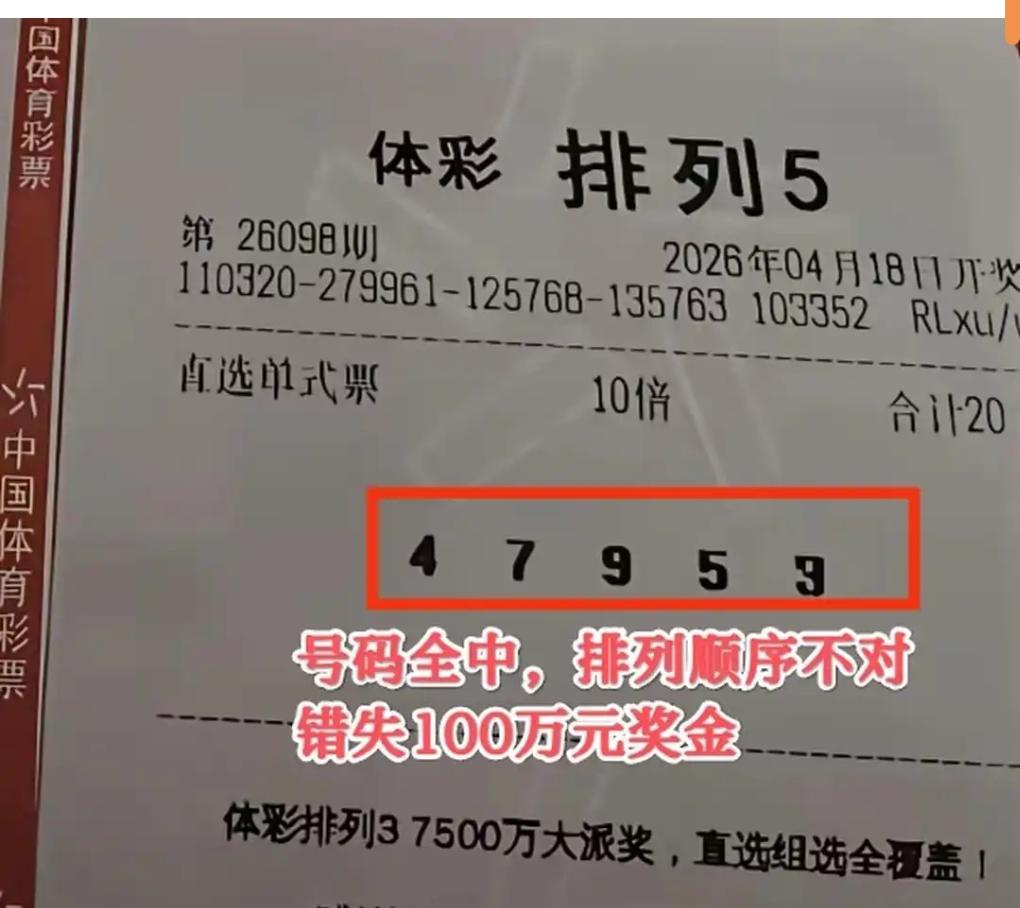 中国体育彩票
体彩 排列5
第 26098期
2026年04月18日开奖
110320-279961-125768-135763 103352 RLxu/
直选单式票 10倍 合计20
4 7 9 5 3
号码全中，排列顺序不对
错失100万元奖金
中国体育彩票
体彩排列3 7500万大派奖，直选组选全覆盖！